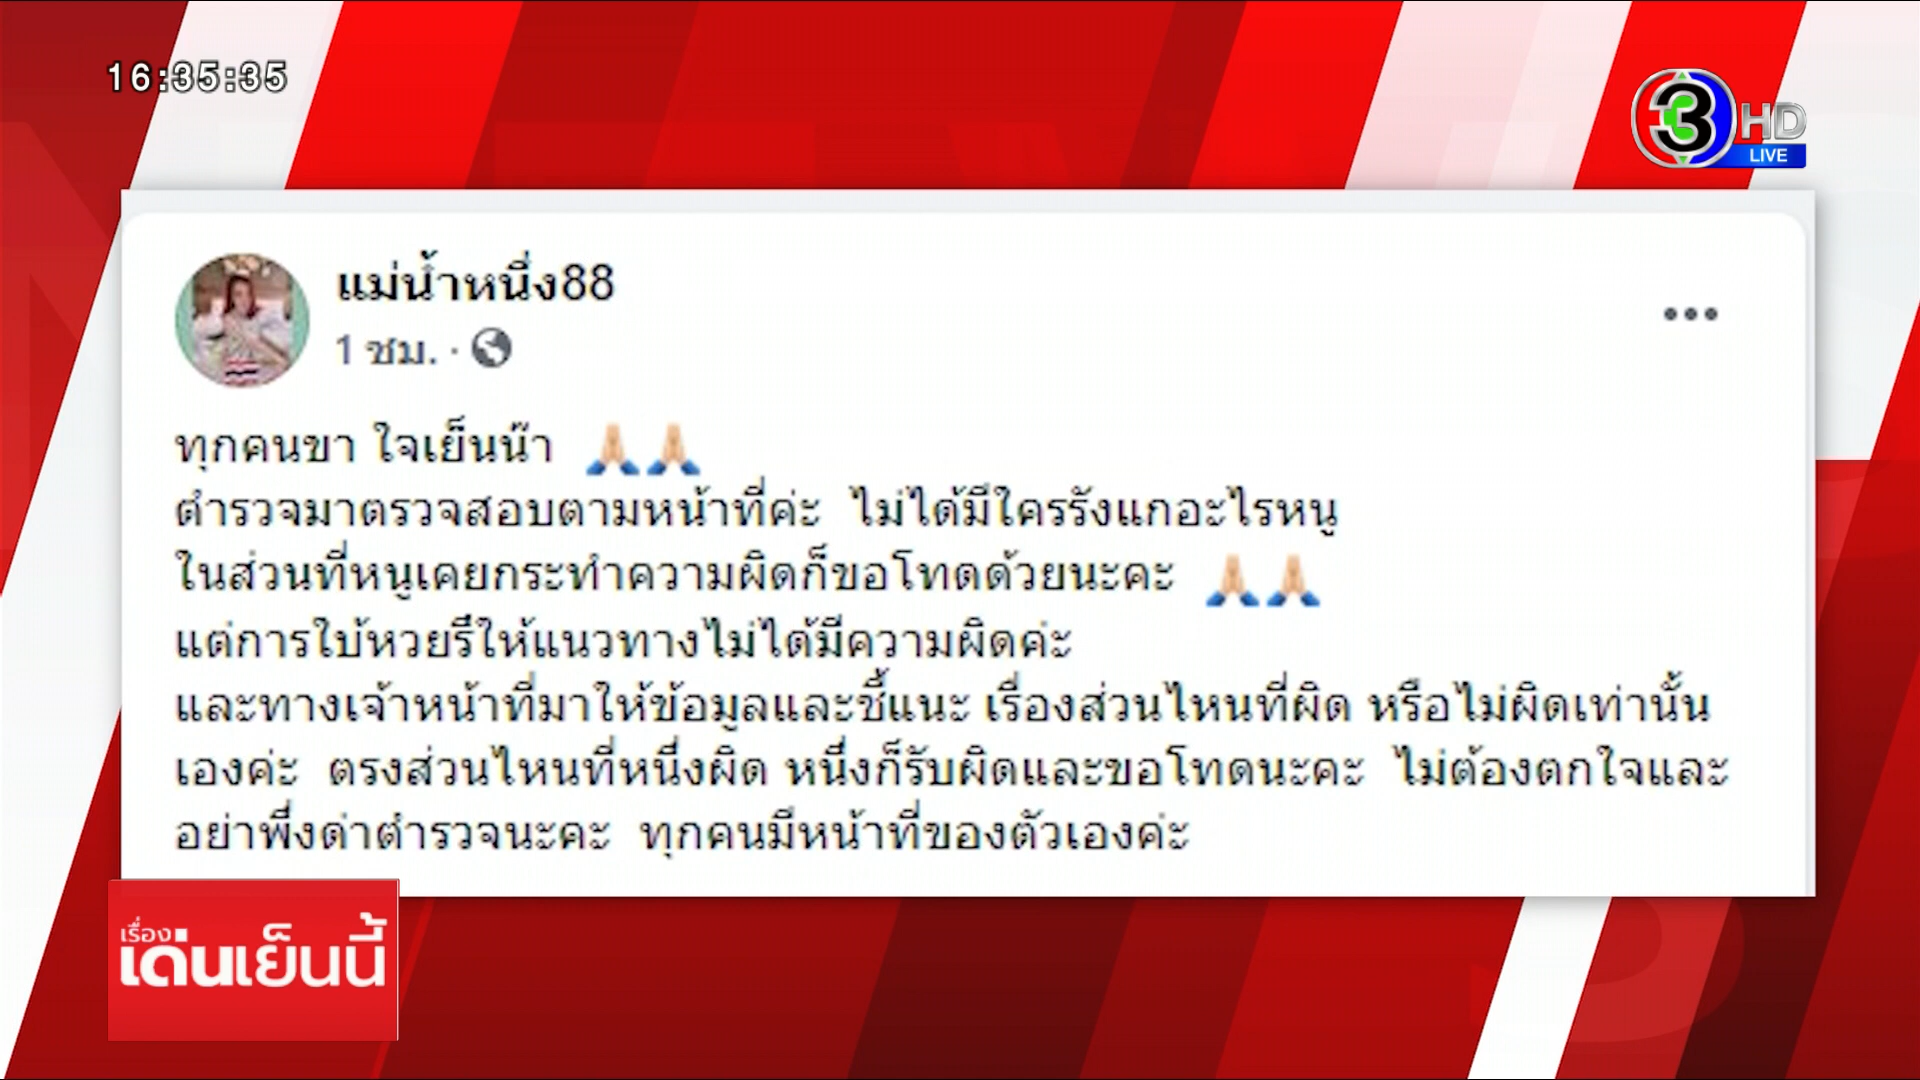 16:35:35
3 HD
LIVE
แม่น้ำหนึ่ง88
1 ชม. ·
ทุกคนขา ใจเย็นน๊า 🙏🏻🙏🏻
ตำรวจมาตรวจสอบตามหน้าที่ค่ะ ไม่ได้มีใครรังแกอะไรหนู
ในส่วนที่หนูเคยกระทำความผิดก็ขอโทดด้วยนะคะ 🙏🏻🙏🏻
แต่การใบ้หวยรึให้แนวทางไม่ได้มีความผิดค่ะ
และทางเจ้าหน้าที่มาให้ข้อมูลและชี้แนะ เรื่องส่วนไหนที่ผิด หรือไม่ผิดเท่านั้น
เองค่ะ ตรงส่วนไหนที่หนึ่งผิด หนึ่งก็รับผิดและขอโทดนะคะ ไม่ต้องตกใจและ
อย่าพึ่งด่าตำรวจนะคะ ทุกคนมีหน้าที่ของตัวเองค่ะ
เรื่อง
เด่นเย็นนี้